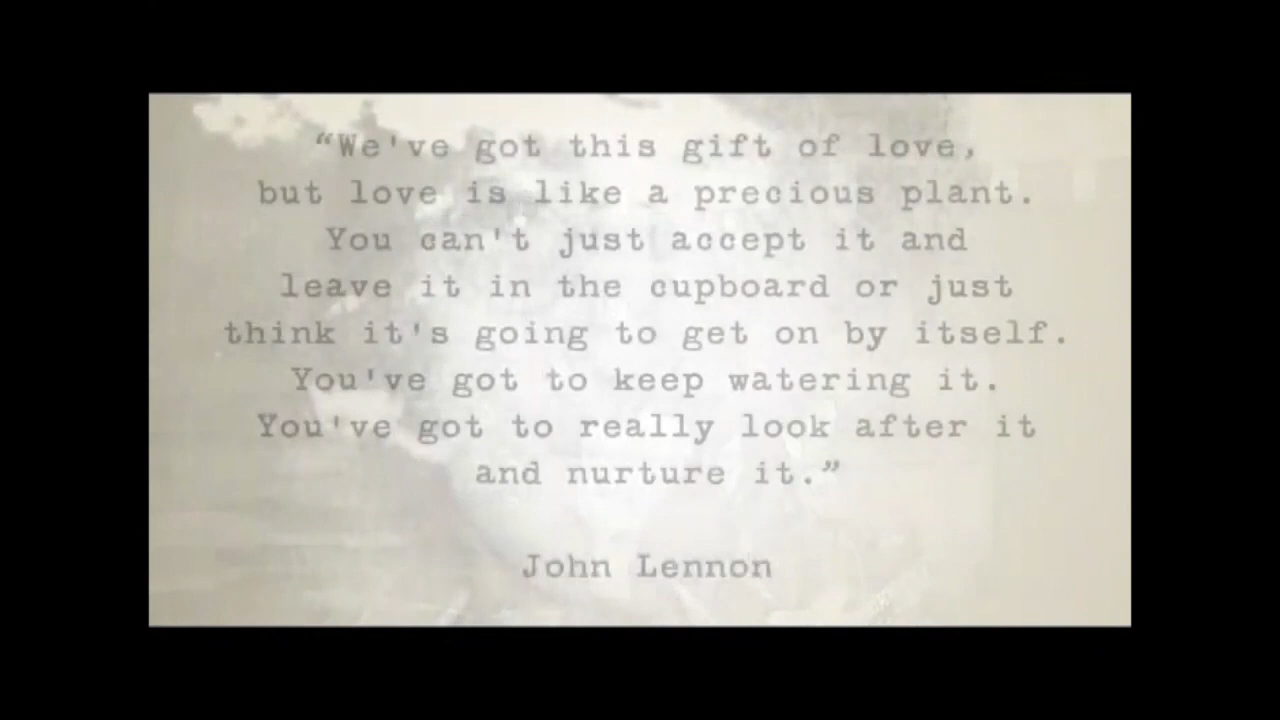 “We've got this gift of love,
but love is like a precious plant.
You can't just accept it and
leave it in the cupboard or just
think it's going to get on by itself.
You've got to keep watering it.
You've got to really look after it
and nurture it.”
John Lennon